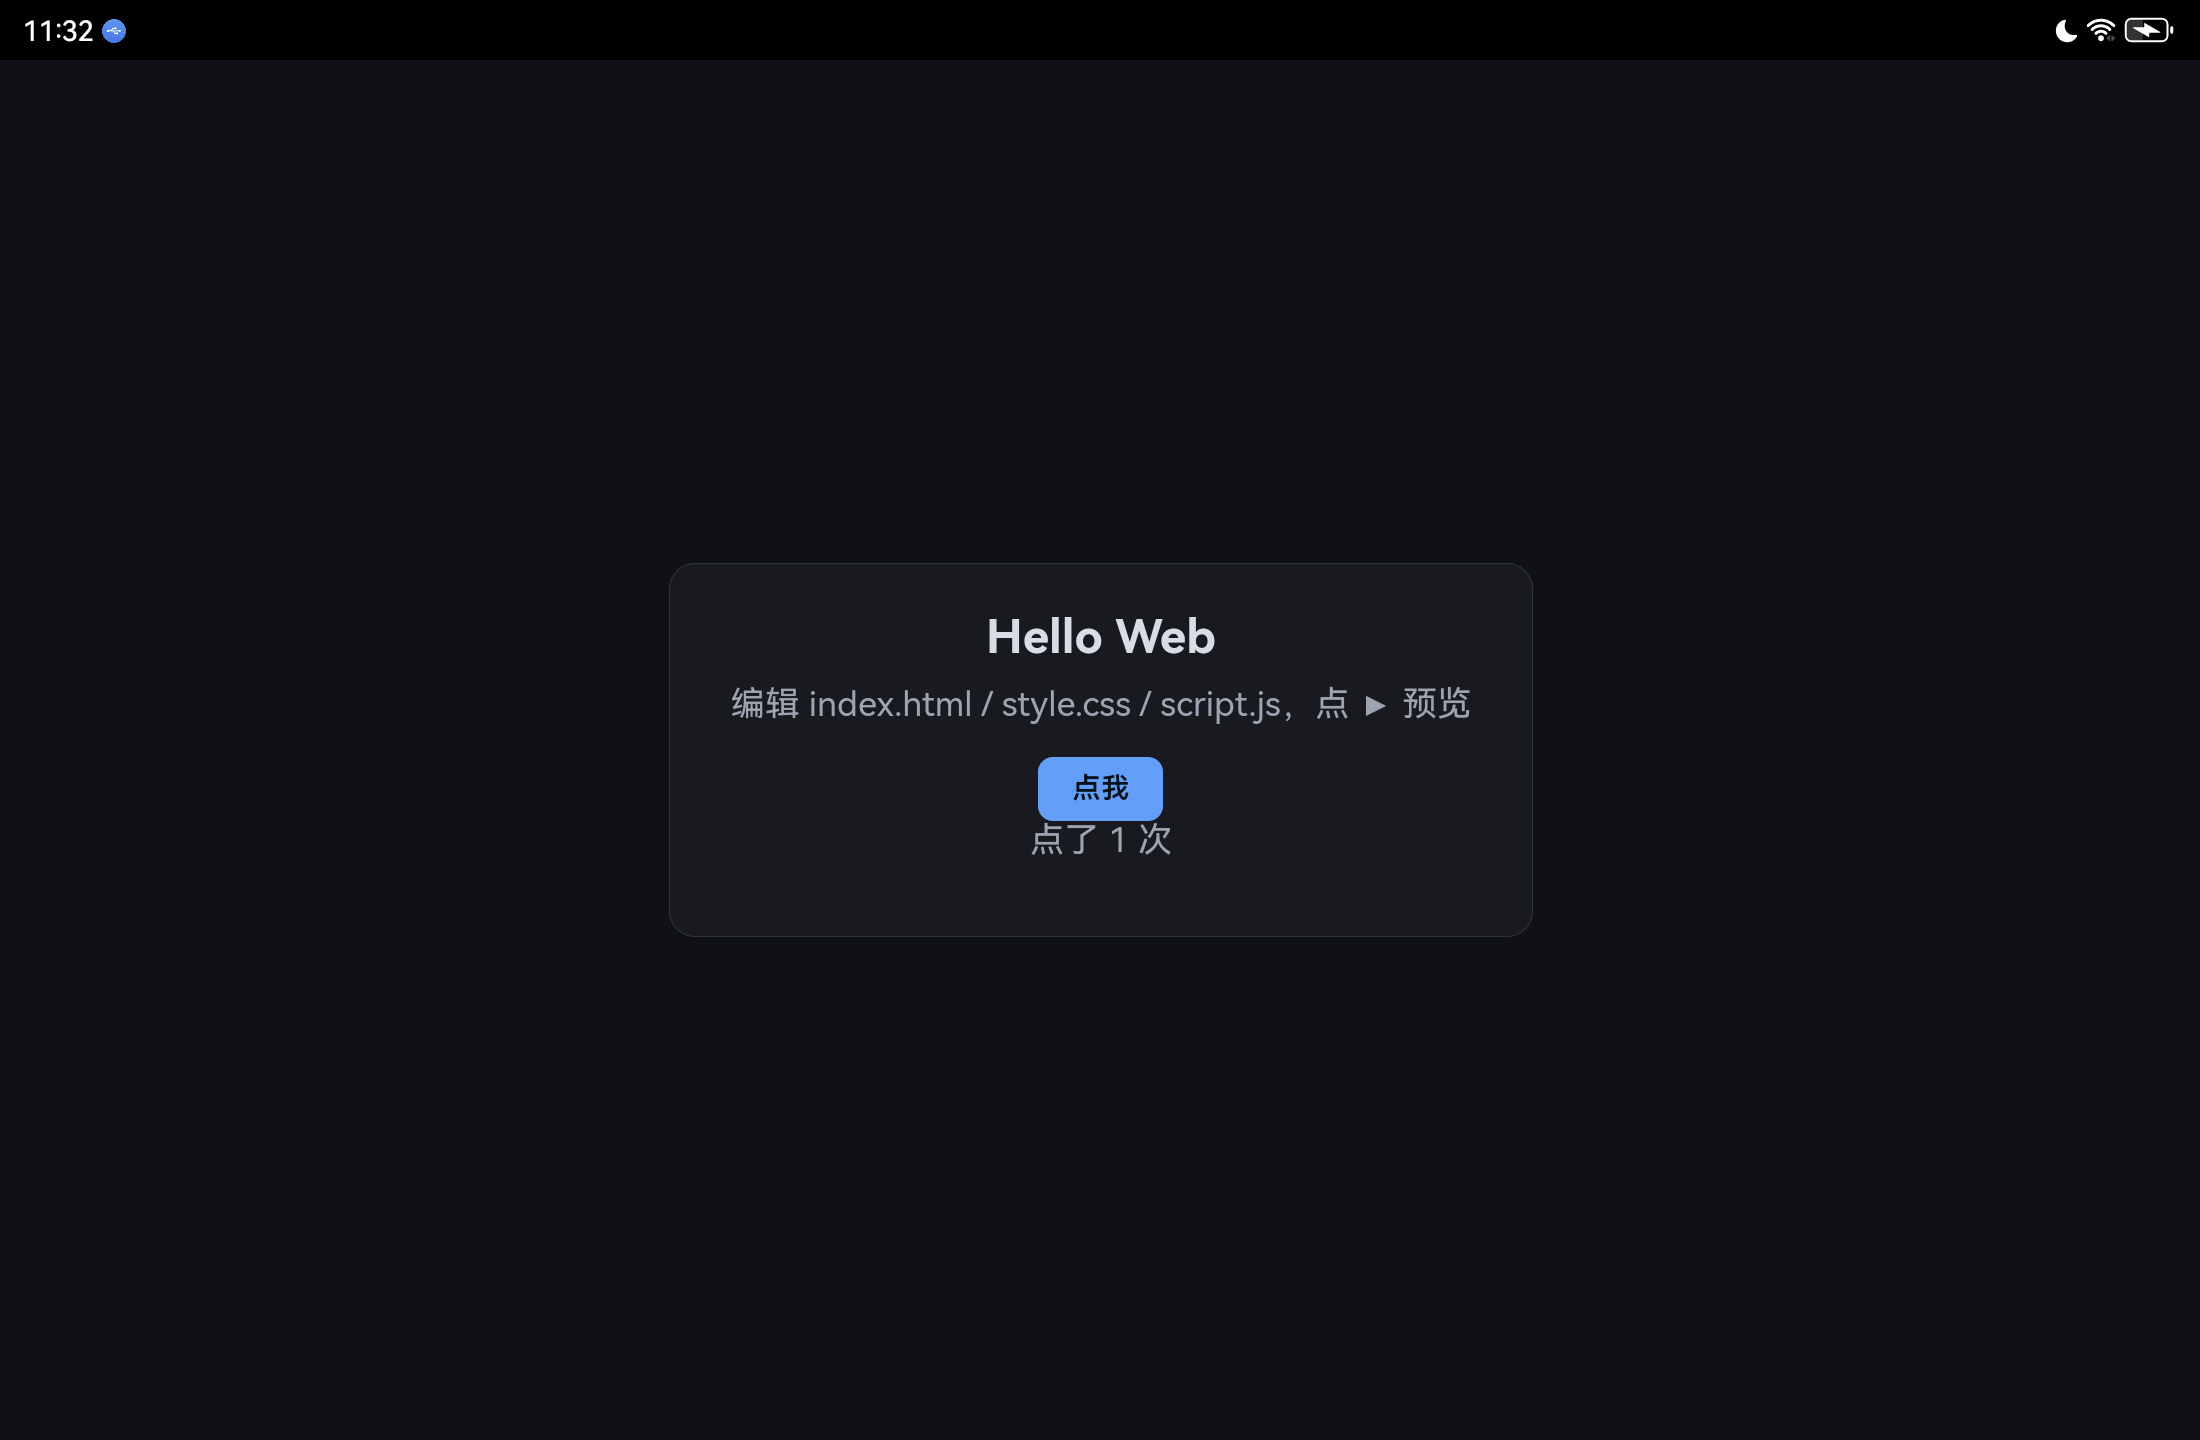 11:32
Hello Web
编辑 index.html / style.css / script.js，点 ▶ 预览
点我
点了 1 次